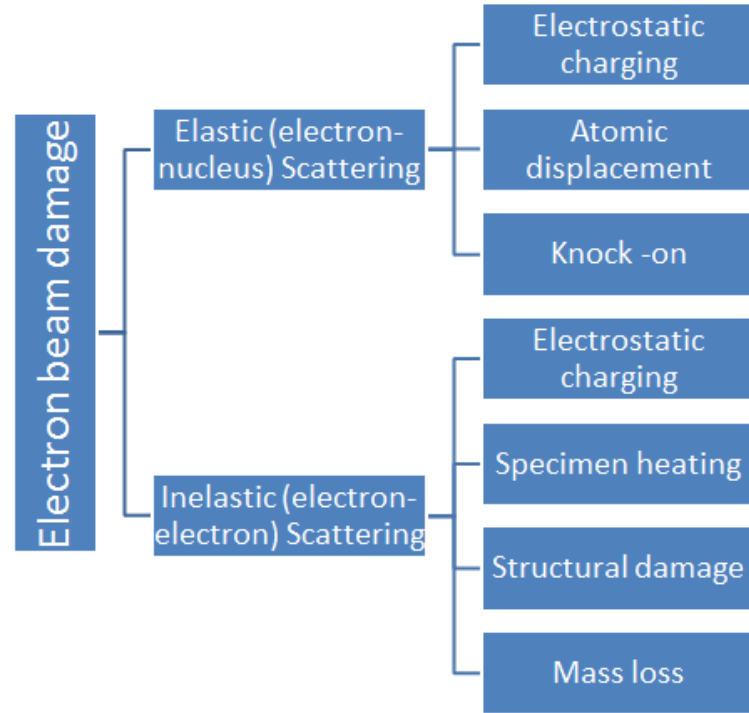 Electron beam damage
Elastic (electron-
nucleus) Scattering
Electrostatic
charging
Atomic
displacement
Knock -on
Inelastic (electron-
electron) Scattering
Electrostatic
charging
Specimen heating
Structural damage
Mass loss